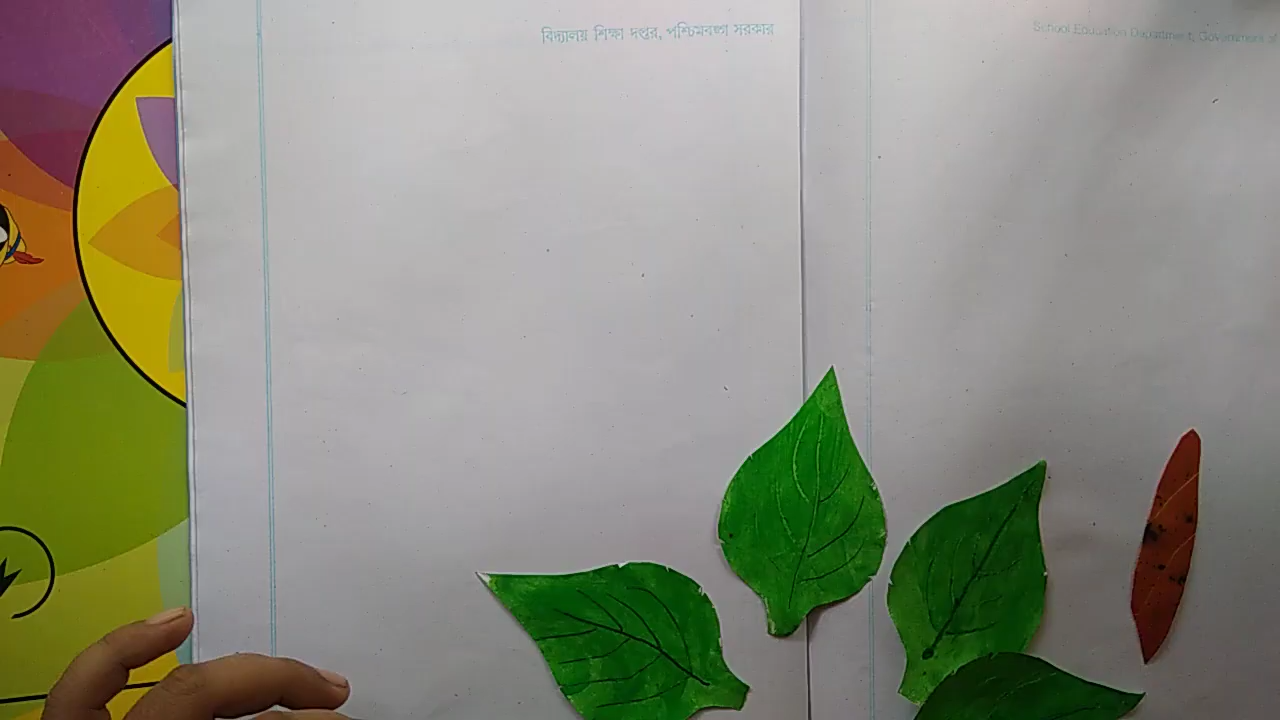 বিদ্যালয় শিক্ষা দপ্তর, পশ্চিমবঙ্গ সরকার
School Education Department, Government of